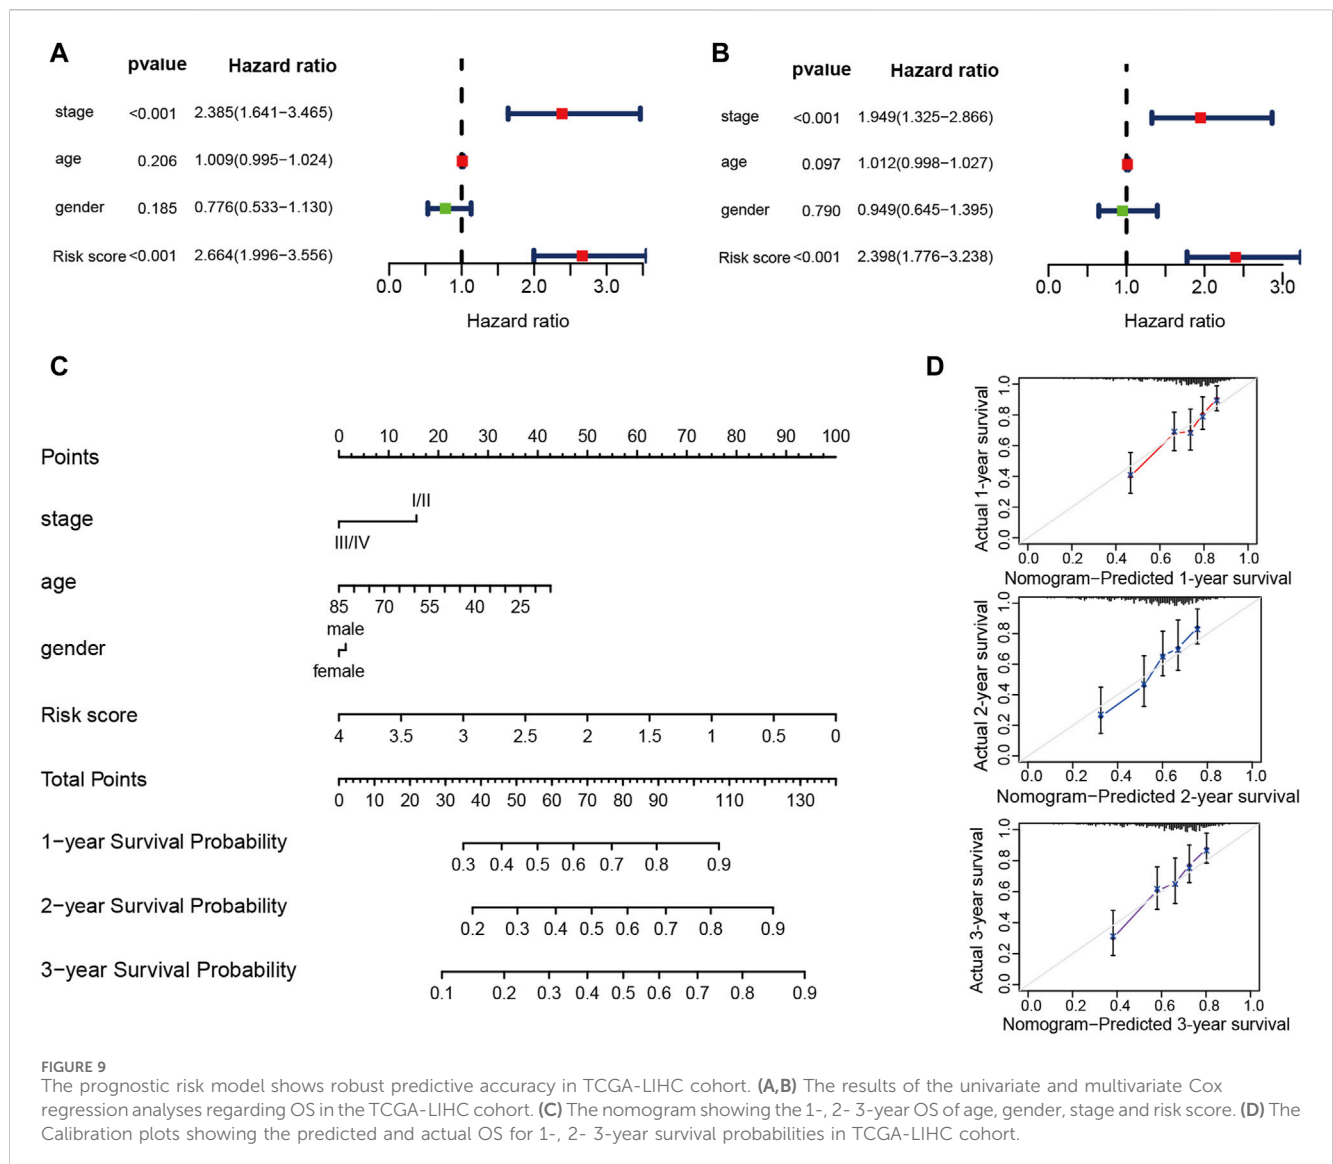 A
pvalue Hazard ratio
stage <0.001 2.385(1.641−3.465)
age 0.206 1.009(0.995−1.024)
gender 0.185 0.776(0.533−1.130)
Risk score <0.001 2.664(1.996−3.556)
0.0 1.0 2.0 3.0
Hazard ratio
B
pvalue Hazard ratio
stage <0.001 1.949(1.325−2.866)
age 0.097 1.012(0.998−1.027)
gender 0.790 0.949(0.645−1.395)
Risk score <0.001 2.398(1.776−3.238)
0.0 1.0 2.0 3.0
Hazard ratio
C
0 10 20 30 40 50 60 70 80 90 100
Points
I/II
stage
III/IV
age
85 70 55 40 25
male
gender
female
Risk score
4 3.5 3 2.5 2 1.5 1 0.5 0
Total Points
0 10 20 30 40 50 60 70 80 90 110 130
1−year Survival Probability
0.3 0.4 0.5 0.6 0.7 0.8 0.9
2−year Survival Probability
0.2 0.3 0.4 0.5 0.6 0.7 0.8 0.9
3−year Survival Probability
0.1 0.2 0.3 0.4 0.5 0.6 0.7 0.8 0.9
D
Actual 1-year survival
0.0 0.2 0.4 0.6 0.8 1.0
0.0 0.2 0.4 0.6 0.8 1.0
Nomogram−Predicted 1-year survival
Actual 2-year survival
0.0 0.2 0.4 0.6 0.8 1.0
0.0 0.2 0.4 0.6 0.8 1.0
Nomogram−Predicted 2-year survival
Actual 3-year survival
0.0 0.2 0.4 0.6 0.8 1.0
0.0 0.2 0.4 0.6 0.8 1.0
Nomogram−Predicted 3-year survival
FIGURE 9
The prognostic risk model shows robust predictive accuracy in TCGA-LIHC cohort. (A,B) The results of the univariate and multivariate Cox
regression analyses regarding OS in the TCGA-LIHC cohort. (C) The nomogram showing the 1-, 2- 3-year OS of age, gender, stage and risk score. (D) The
Calibration plots showing the predicted and actual OS for 1-, 2- 3-year survival probabilities in TCGA-LIHC cohort.